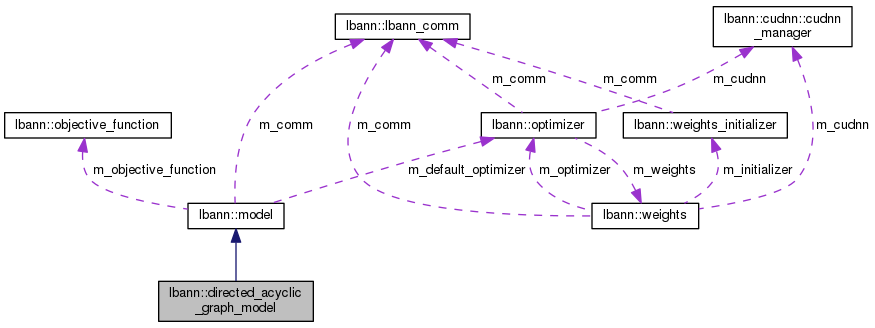 lbann::lbann_comm
lbann::cudnn::cudnn
_manager
m_comm
m_comm
m_cudnn
lbann::objective_function
m_comm
m_comm
lbann::optimizer
lbann::weights_initializer
m_cudnn
m_objective_function
m_default_optimizer
m_optimizer
m_weights
m_initializer
lbann::model
lbann::weights
lbann::directed_acyclic
_graph_model